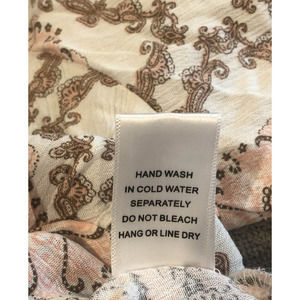 HAND WASH
IN COLD WATER
SEPARATELY
DO NOT BLEACH
HANG OR LINE DRY